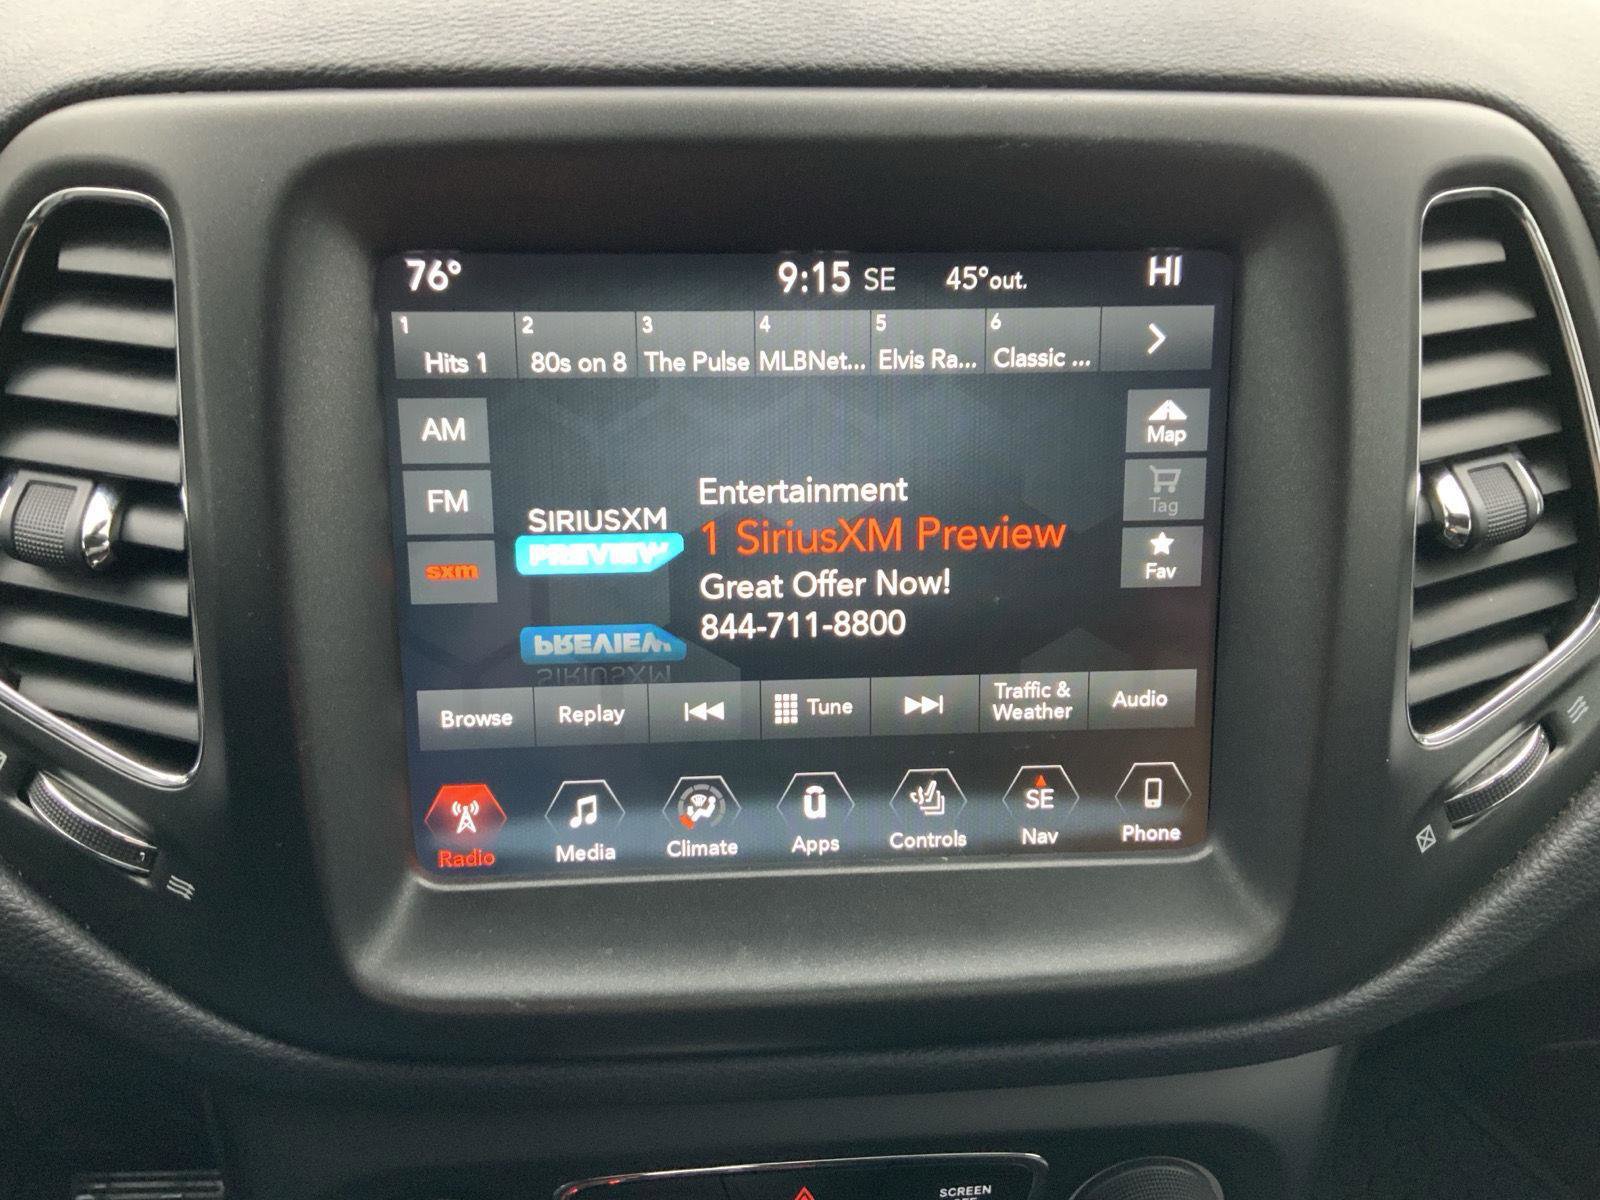 76° 9:15 SE 45°out. HI
1 2 3 4 5 6
Hits 1 80s on 8 The Pulse MLBNet... Elvis Ra... Classic ...
AM
Map
FM
Tag
sxm
Fav
SIRIUSXM
PREVIEW
Entertainment
1 SiriusXM Preview
Great Offer Now!
844-711-8800
PREVIEW
SIRIUSXM
Browse Replay Tune Traffic & Weather Audio
SE
Radio Media Climate Apps Controls Nav Phone
SCREEN